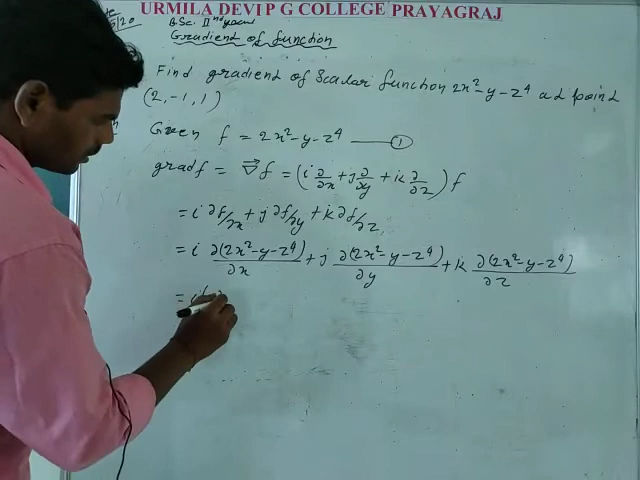 URMILA DEVI P G COLLEGE PRAYAGRAJ
B.Sc. II nd year
Gradient of function
Find gradient of Scalar function 2x²-y-z⁴ at point
(2,-1,1)
Given f = 2x²-y-z⁴ —— ①
grad f = ∇⃗f = (i ∂/∂x + j ∂/∂y + k ∂/∂z) f
= i ∂f/∂x + j ∂f/∂y + k ∂f/∂z
= i ∂(2x²-y-z⁴)/∂x + j ∂(2x²-y-z⁴)/∂y + k ∂(2x²-y-z⁴)/∂z
= i(